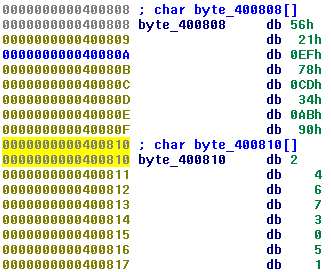 0000000000400808 ; char byte_400808[]
0000000000400808 byte_400808 db 56h
0000000000400809 db 21h
000000000040080A db 0EFh
000000000040080B db 78h
000000000040080C db 0CDh
000000000040080D db 34h
000000000040080E db 0ABh
000000000040080F db 90h
0000000000400810 ; char byte_400810[]
0000000000400810 byte_400810 db 2
0000000000400811 db 4
0000000000400812 db 6
0000000000400813 db 7
0000000000400814 db 3
0000000000400815 db 0
0000000000400816 db 5
0000000000400817 db 1